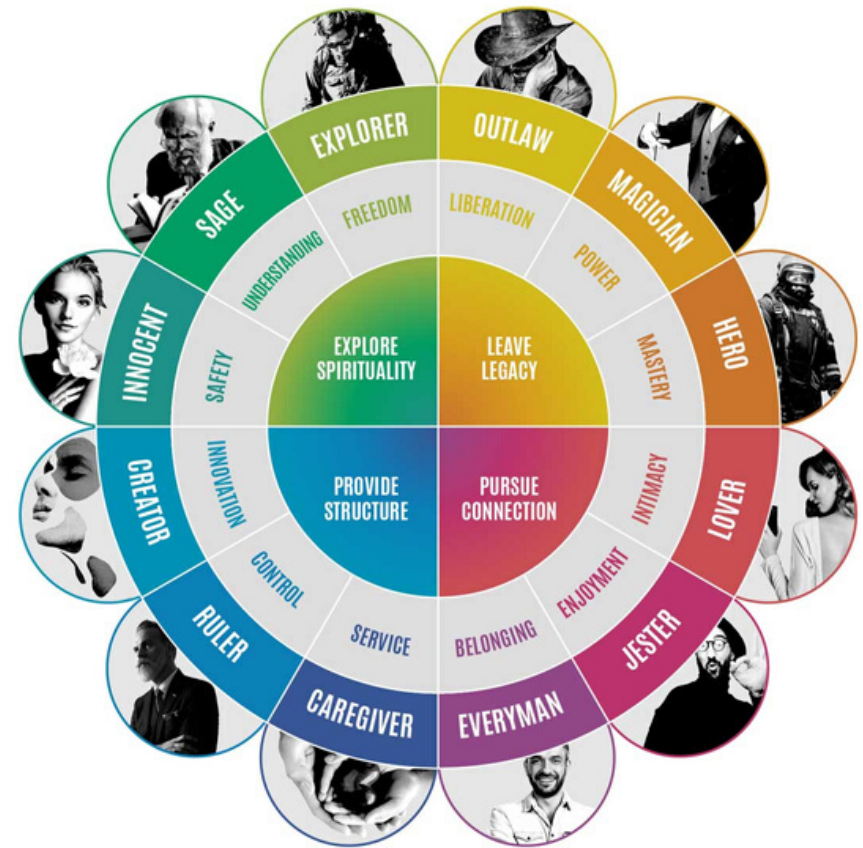 EXPLORER
OUTLAW
MAGICIAN
HERO
LOVER
JESTER
EVERYMAN
CAREGIVER
RULER
CREATOR
INNOCENT
SAGE
FREEDOM
LIBERATION
POWER
MASTERY
INTIMACY
ENJOYMENT
BELONGING
SERVICE
CONTROL
INNOVATION
SAFETY
UNDERSTANDING
EXPLORE
SPIRITUALITY
LEAVE
LEGACY
PROVIDE
STRUCTURE
PURSUE
CONNECTION